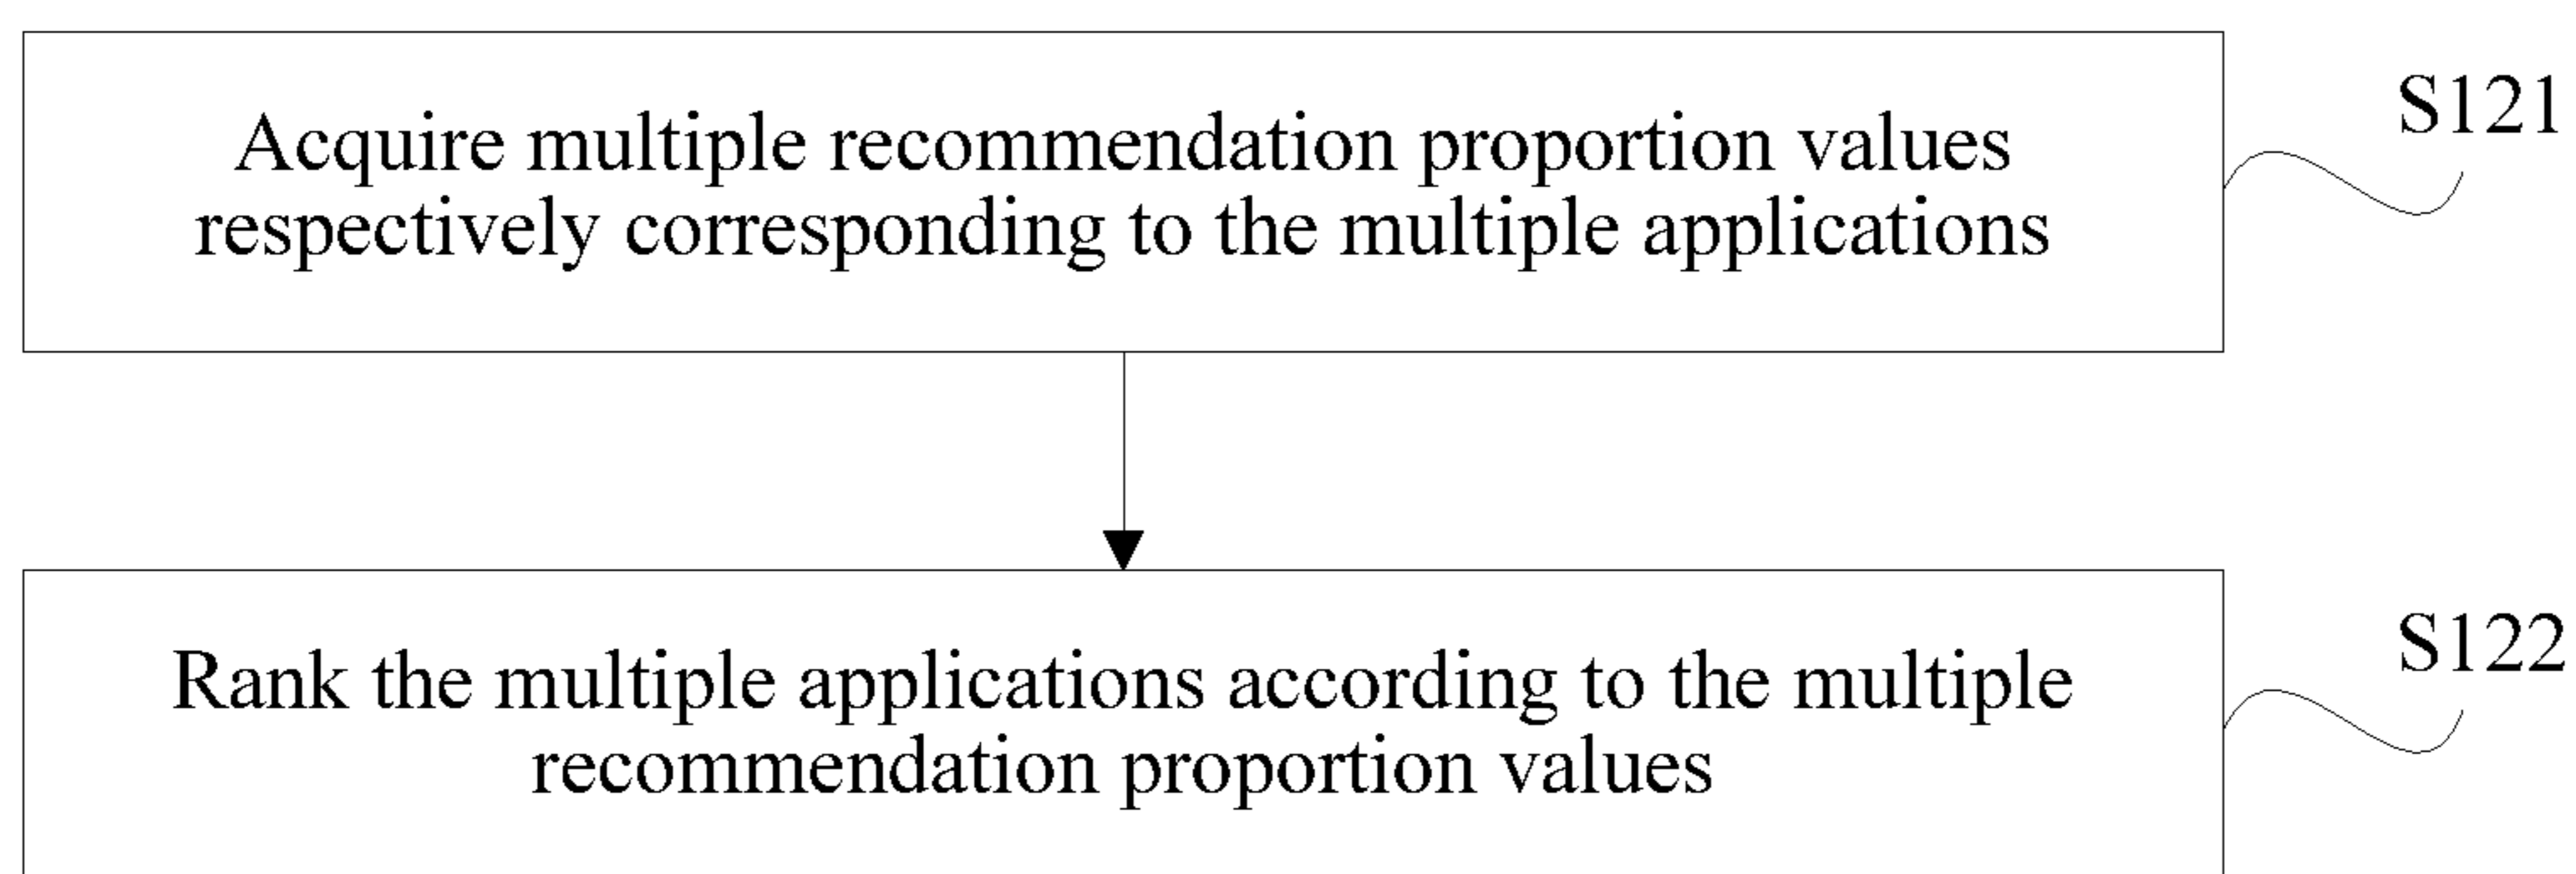 Acquire multiple recommendation proportion values
respectively corresponding to the multiple applications
S121
Rank the multiple applications according to the multiple
recommendation proportion values
S122